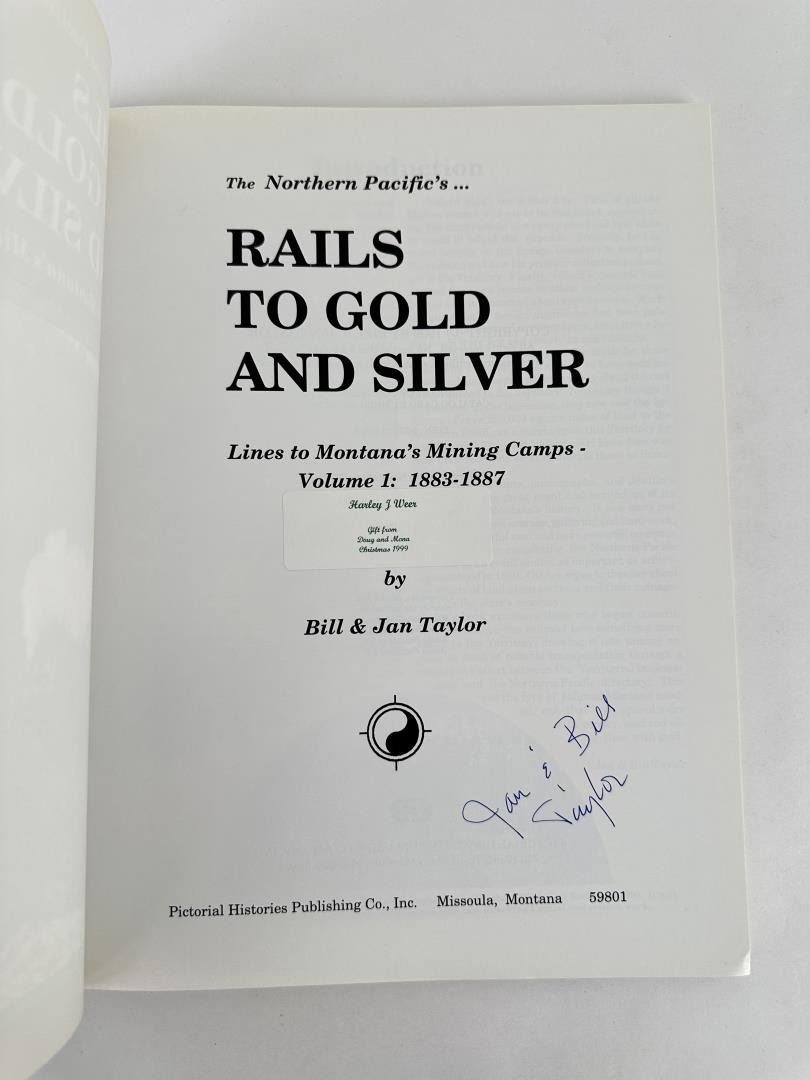 The Northern Pacific's ...
RAILS
TO GOLD
AND SILVER
Lines to Montana's Mining Camps -
Volume 1: 1883-1887
Harley J Weer
Gift from
Doug and Mona
Christmas 1999
by
Bill & Jan Taylor
Jan & Bill
Taylor
Pictorial Histories Publishing Co., Inc. Missoula, Montana 59801